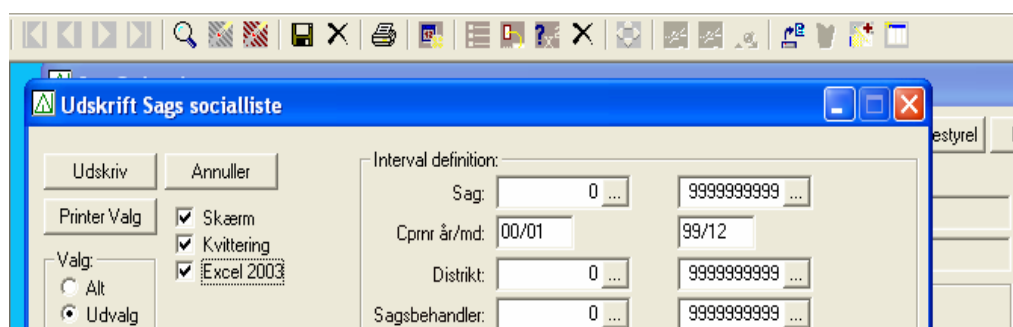 Udskrift Sags socialliste
estyrel
Udskriv Annuller
Printer Valg
Skærm
Kvittering
Excel 2003
Valg:
Alt
Udvalg
Interval definition:
Sag: 0 ... 9999999999 ...
Cprnr år/md: 00/01 99/12
Distrikt: 0 ... 9999999999 ...
Sagsbehandler: 0 ... 9999999999 ...